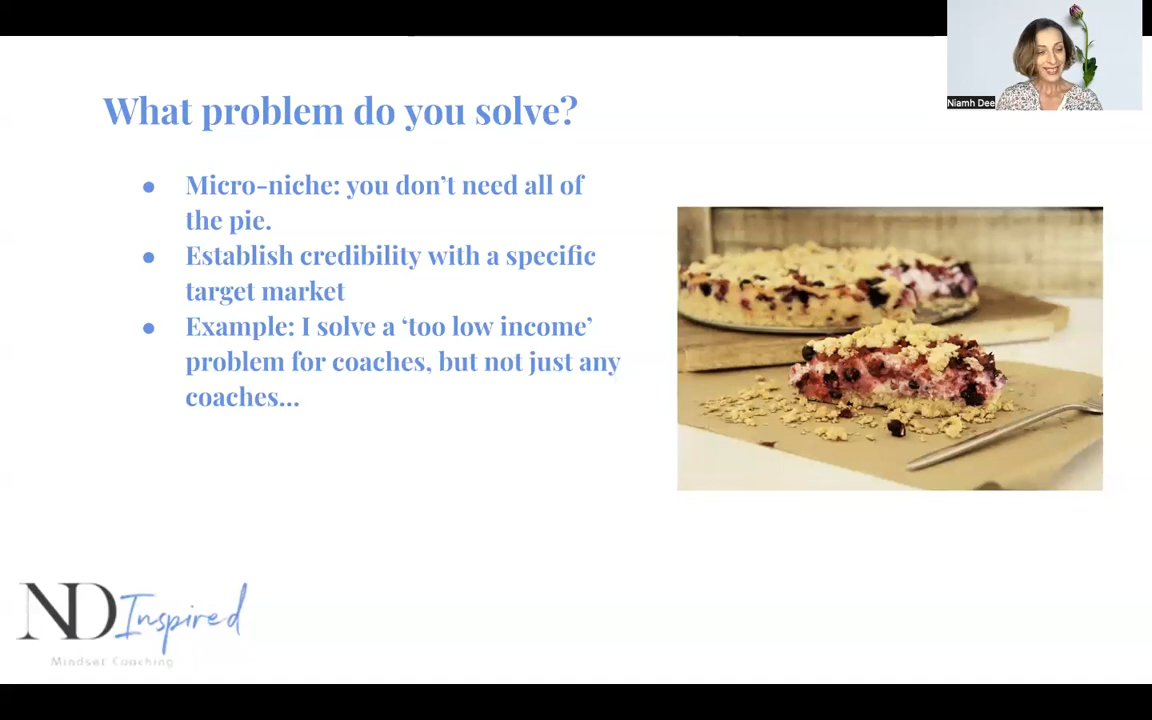 Niamh Dee
What problem do you solve?
● Micro-niche: you don’t need all of
the pie.
● Establish credibility with a specific
target market
● Example: I solve a ‘too low income’
problem for coaches, but not just any
coaches...
ND Inspired
Mindset Coaching